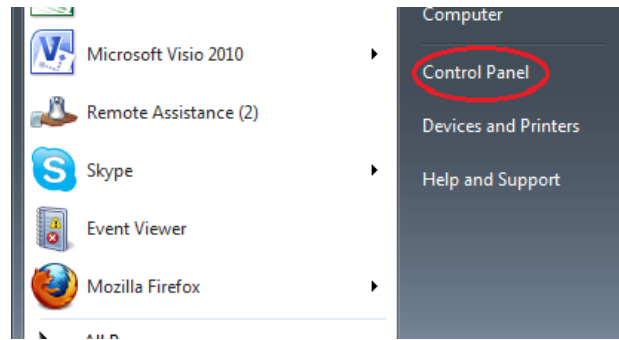 Microsoft Visio 2010
Remote Assistance (2)
Skype
Event Viewer
Mozilla Firefox
Computer
Control Panel
Devices and Printers
Help and Support